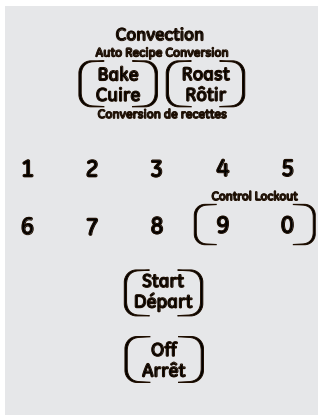 Convection
Auto Recipe Conversion
Bake Roast
Cuire Rôtir
Conversion de recettes
1 2 3 4 5
Control Lockout
6 7 8 9 0
Start
Départ
Off
Arrêt